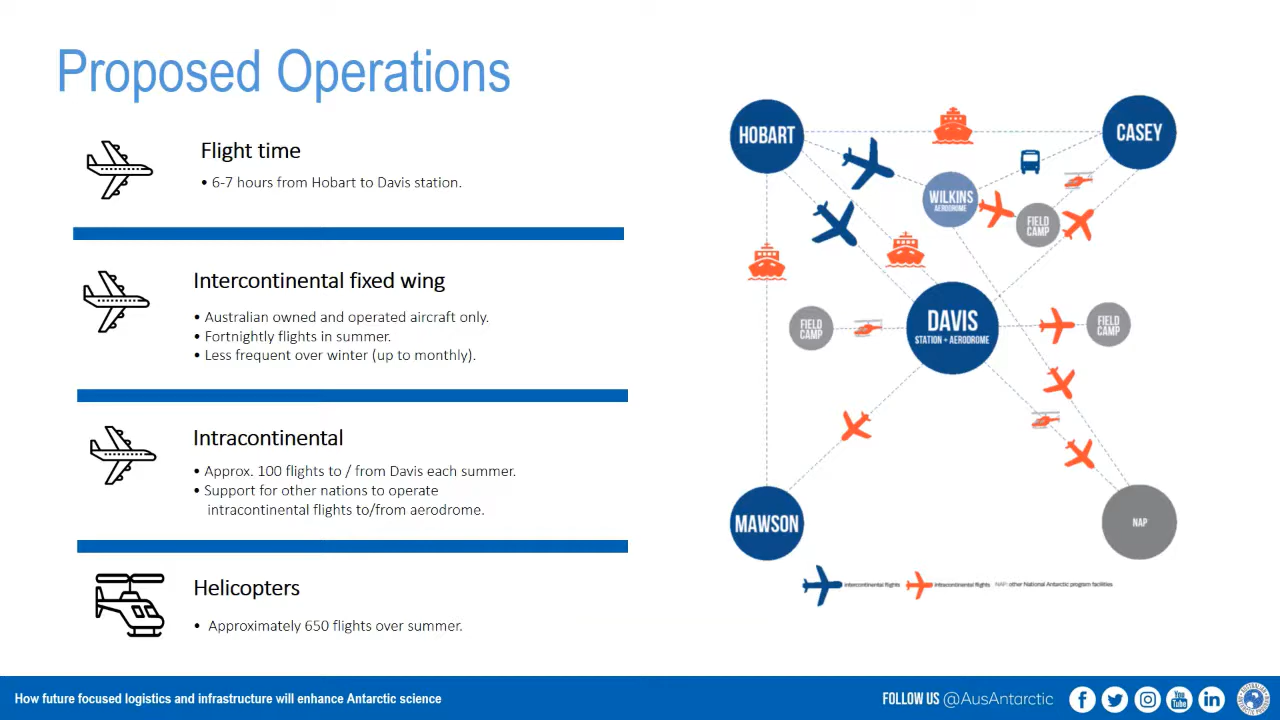 Proposed Operations
Flight time
• 6-7 hours from Hobart to Davis station.
Intercontinental fixed wing
• Australian owned and operated aircraft only.
• Fortnightly flights in summer.
• Less frequent over winter (up to monthly).
Intracontinental
• Approx. 100 flights to / from Davis each summer.
• Support for other nations to operate
intracontinental flights to/from aerodrome.
Helicopters
• Approximately 650 flights over summer.
HOBART
CASEY
WILKINS
AERODROME
FIELD
CAMP
DAVIS
STATION + AERODROME
FIELD
CAMP
FIELD
CAMP
MAWSON
NAP
intercontinental flights
intracontinental flights
NAP: other National Antarctic program facilities
How future focused logistics and infrastructure will enhance Antarctic science
FOLLOW US @AusAntarctic
You
Tube